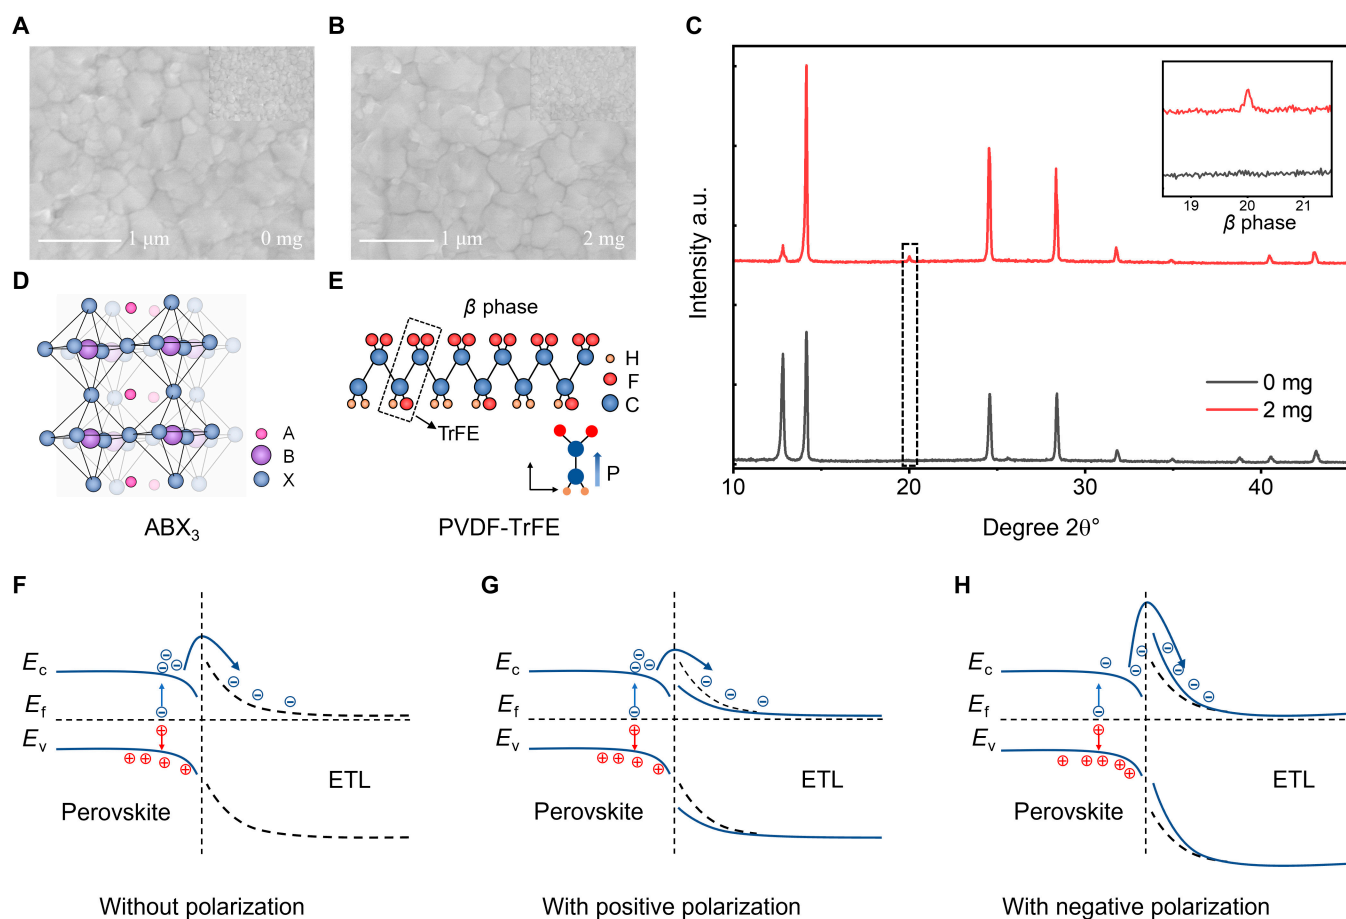 A
B
C
1 μm
0 mg
1 μm
2 mg
Intensity a.u.
19
20
21
β phase
0 mg
2 mg
10
20
30
40
Degree 2θ°
D
A
B
X
ABX₃
E
β phase
H
F
C
TrFE
P
PVDF-TrFE
F
Ec
Ef
Ev
Perovskite
ETL
Without polarization
G
Ec
Ef
Ev
Perovskite
ETL
With positive polarization
H
Ec
Ef
Ev
Perovskite
ETL
With negative polarization